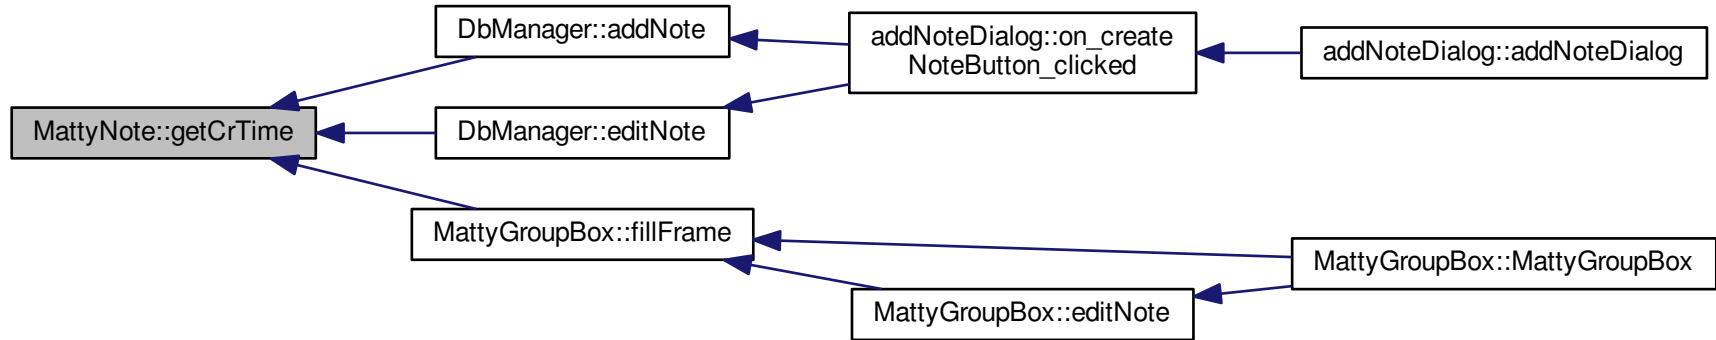 DbManager::addNote
addNoteDialog::on_create
NoteButton_clicked
addNoteDialog::addNoteDialog
MattyNote::getCrTime
DbManager::editNote
MattyGroupBox::fillFrame
MattyGroupBox::MattyGroupBox
MattyGroupBox::editNote